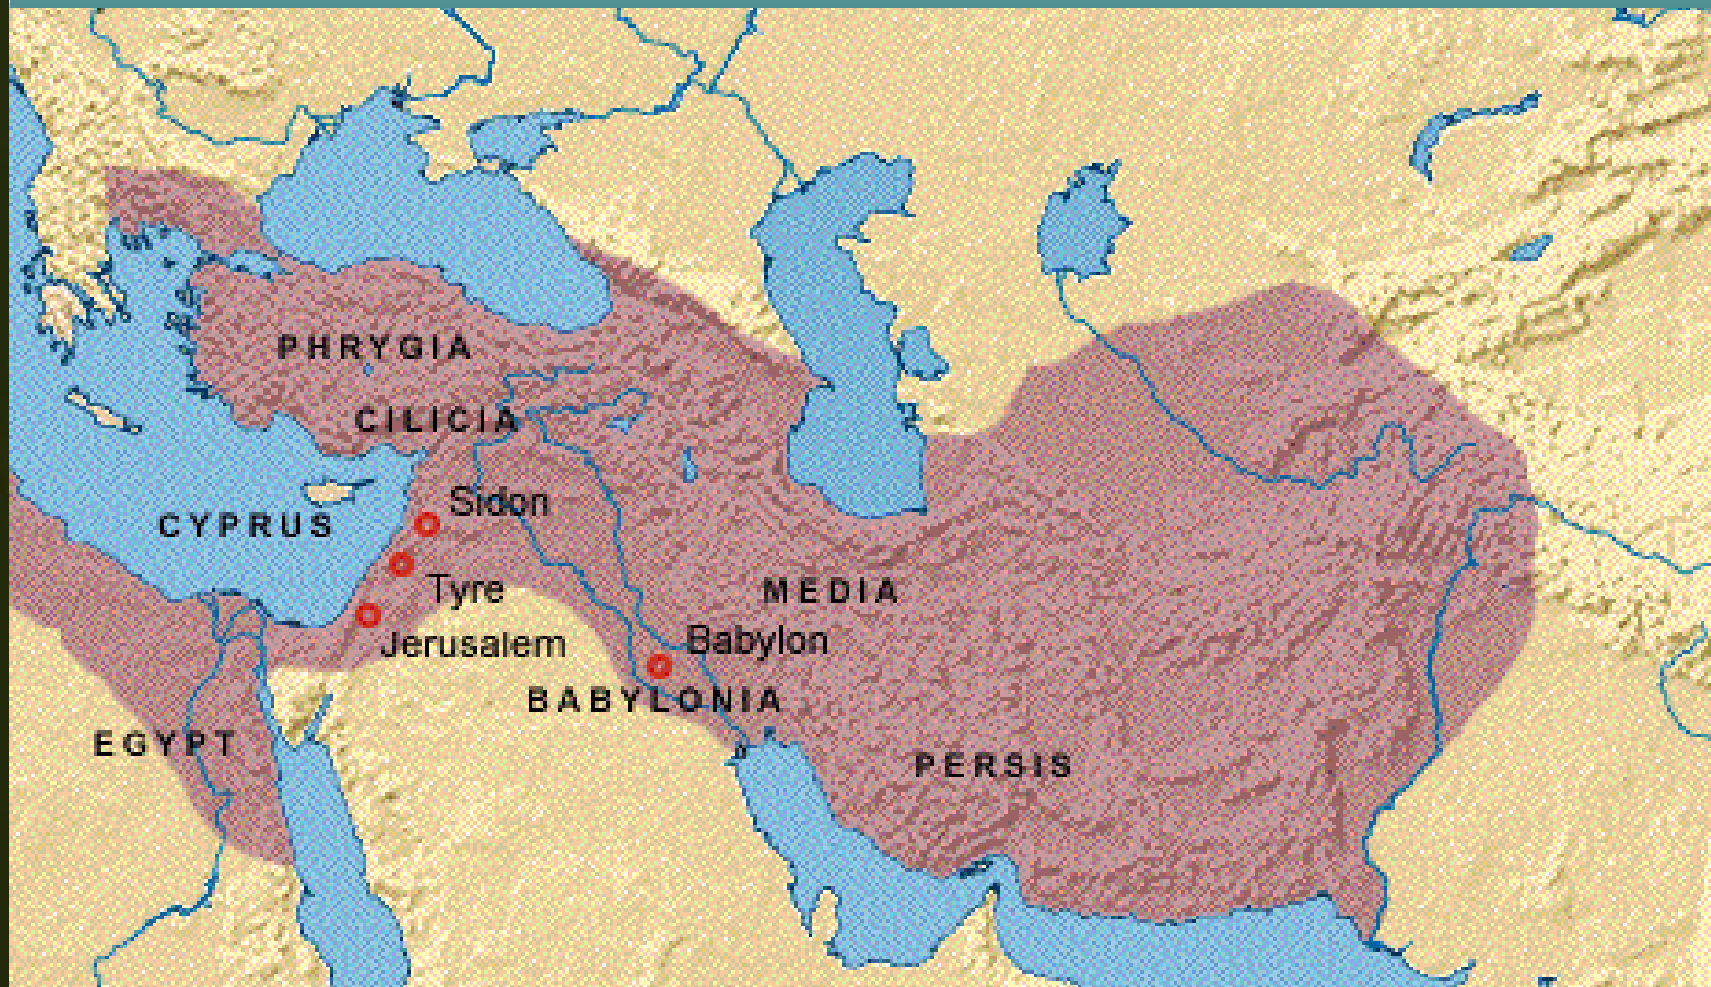 PHRYGIA
CILICIA
Sidon
CYPRUS
Tyre
MEDIA
Jerusalem
Babylon
BABYLONIA
EGYPT
PERSIS